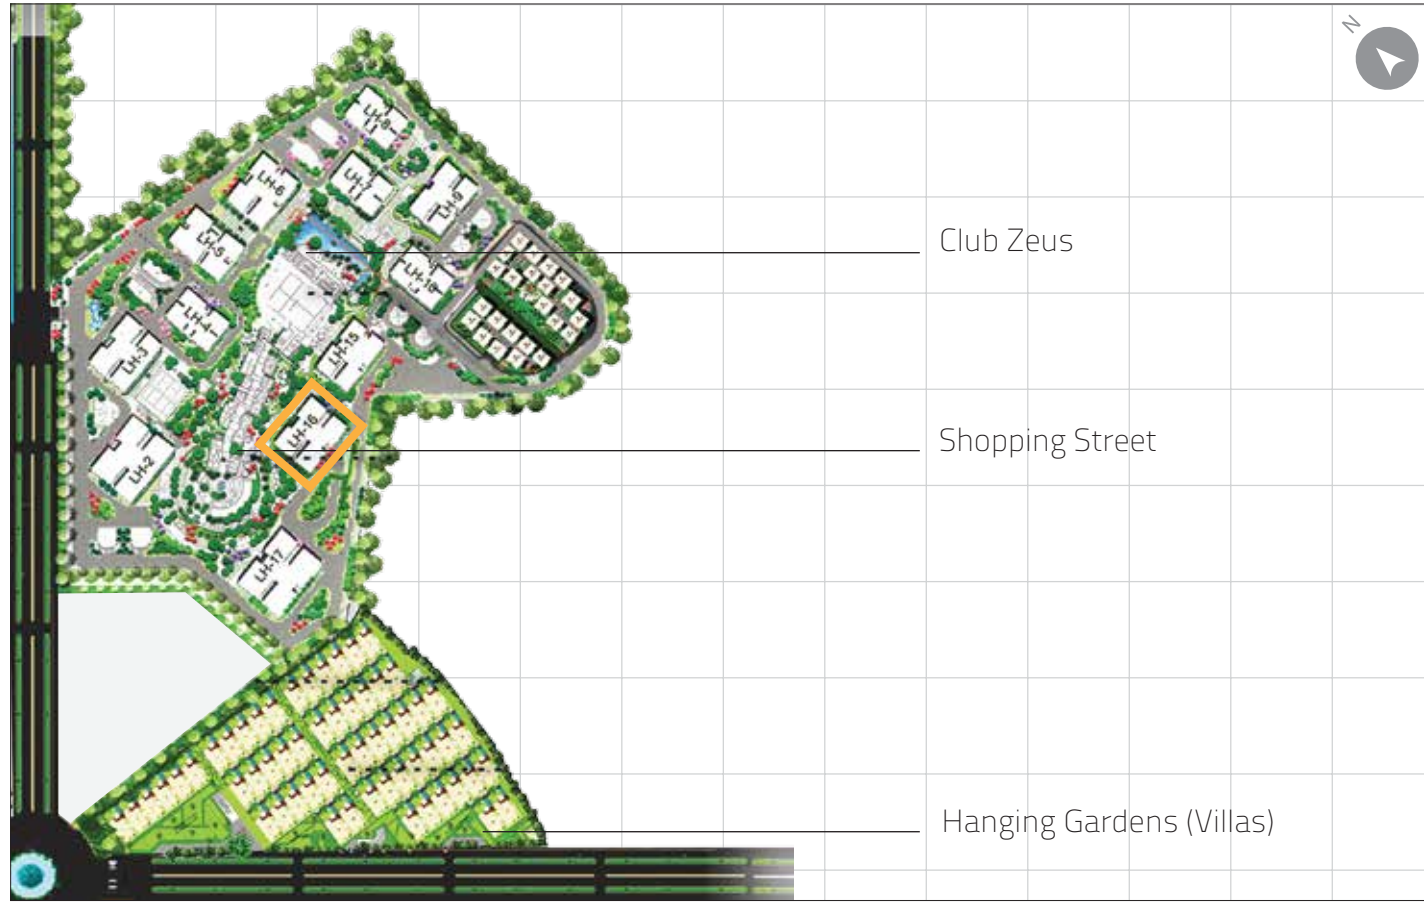 N
LH-8
LH-7
LH-6
LH-9
LH-5
LH-10
Club Zeus
LH-4
LH-3
LH-15
LH-16
LH-2
Shopping Street
LH-17
Hanging Gardens (Villas)